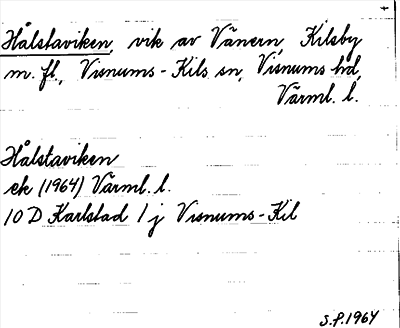 Hålstaviken, vik av Vänern, Kilsby
m. fl., Visnums-Kils sn, Visnums hd,
Värml. l.
Hålstaviken
ek (1964) Värml. l.
10 D Karlstad 1 j Visnums-Kil
S.P. 1964